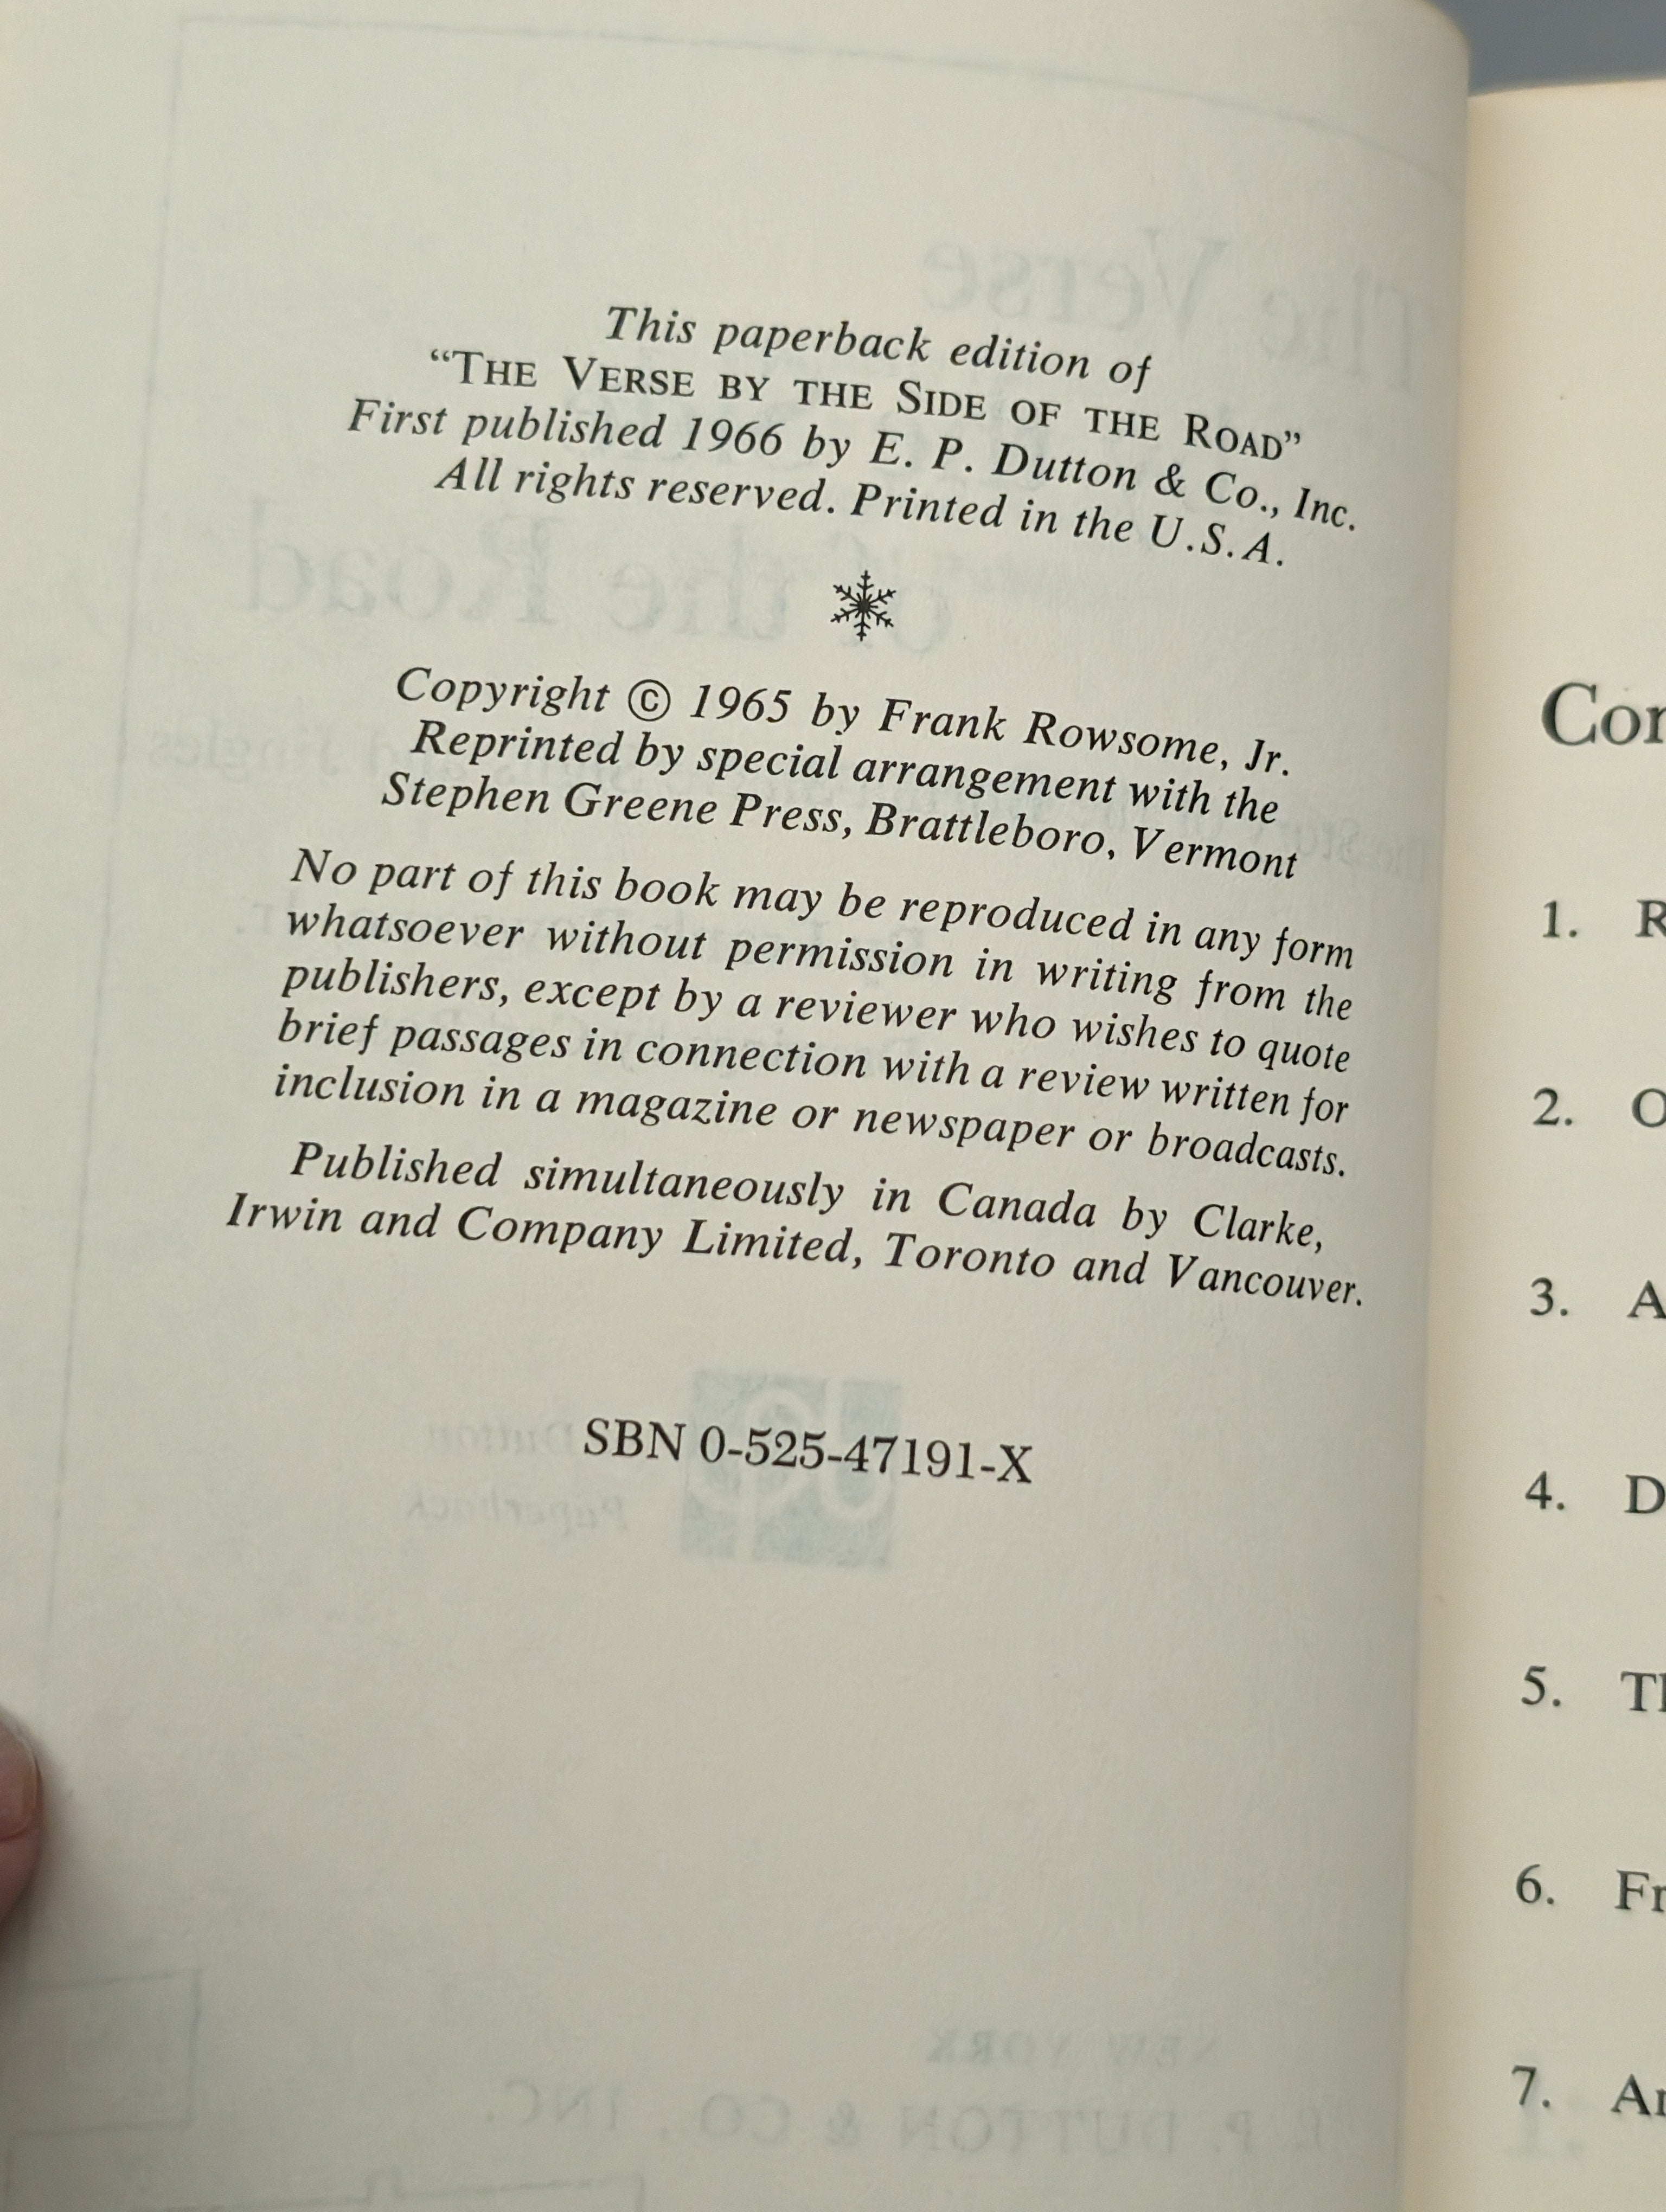 This paperback edition of
“THE VERSE BY THE SIDE OF THE ROAD”
First published 1966 by E. P. Dutton & Co., Inc.
All rights reserved. Printed in the U.S.A.
Copyright © 1965 by Frank Rowsome, Jr.
Reprinted by special arrangement with the
Stephen Greene Press, Brattleboro, Vermont
No part of this book may be reproduced in any form
whatsoever without permission in writing from the
publishers, except by a reviewer who wishes to quote
brief passages in connection with a review written for
inclusion in a magazine or newspaper or broadcasts.
Published simultaneously in Canada by Clarke,
Irwin and Company Limited, Toronto and Vancouver.
SBN 0-525-47191-X
Con
1. R
2. O
3. A
4. D
5. Th
6. Fr
7. An